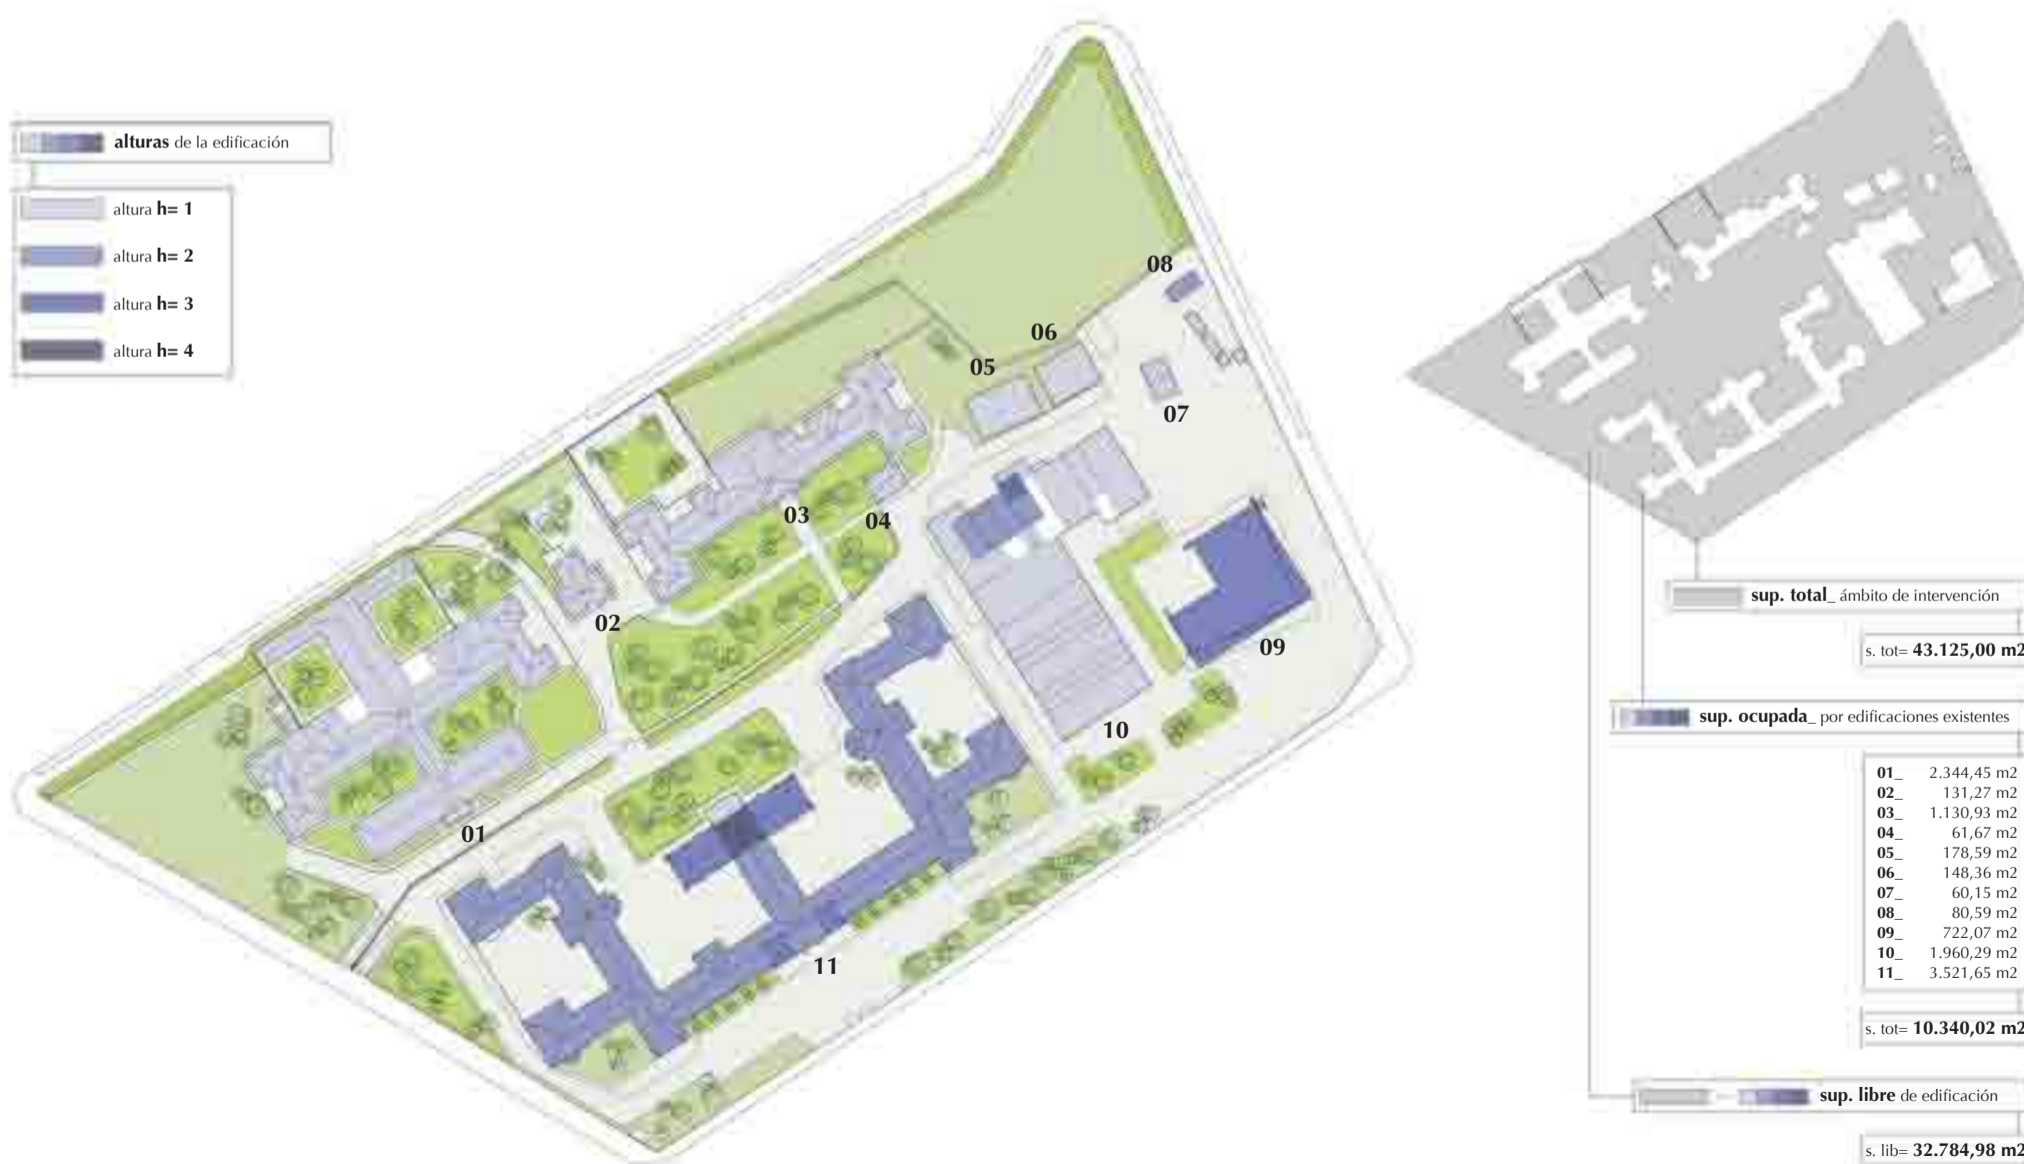 alturas de la edificación
altura h= 1
altura h= 2
altura h= 3
altura h= 4
08
06
05
07
03
04
02
09
10
01
11
sup. total_ ámbito de intervención
s. tot= 43.125,00 m2
sup. ocupada_ por edificaciones existentes
01_ 2.344,45 m2
02_ 131,27 m2
03_ 1.130,93 m2
04_ 61,67 m2
05_ 178,59 m2
06_ 148,36 m2
07_ 60,15 m2
08_ 80,59 m2
09_ 722,07 m2
10_ 1.960,29 m2
11_ 3.521,65 m2
s. tot= 10.340,02 m2
sup. libre de edificación
s. lib= 32.784,98 m2